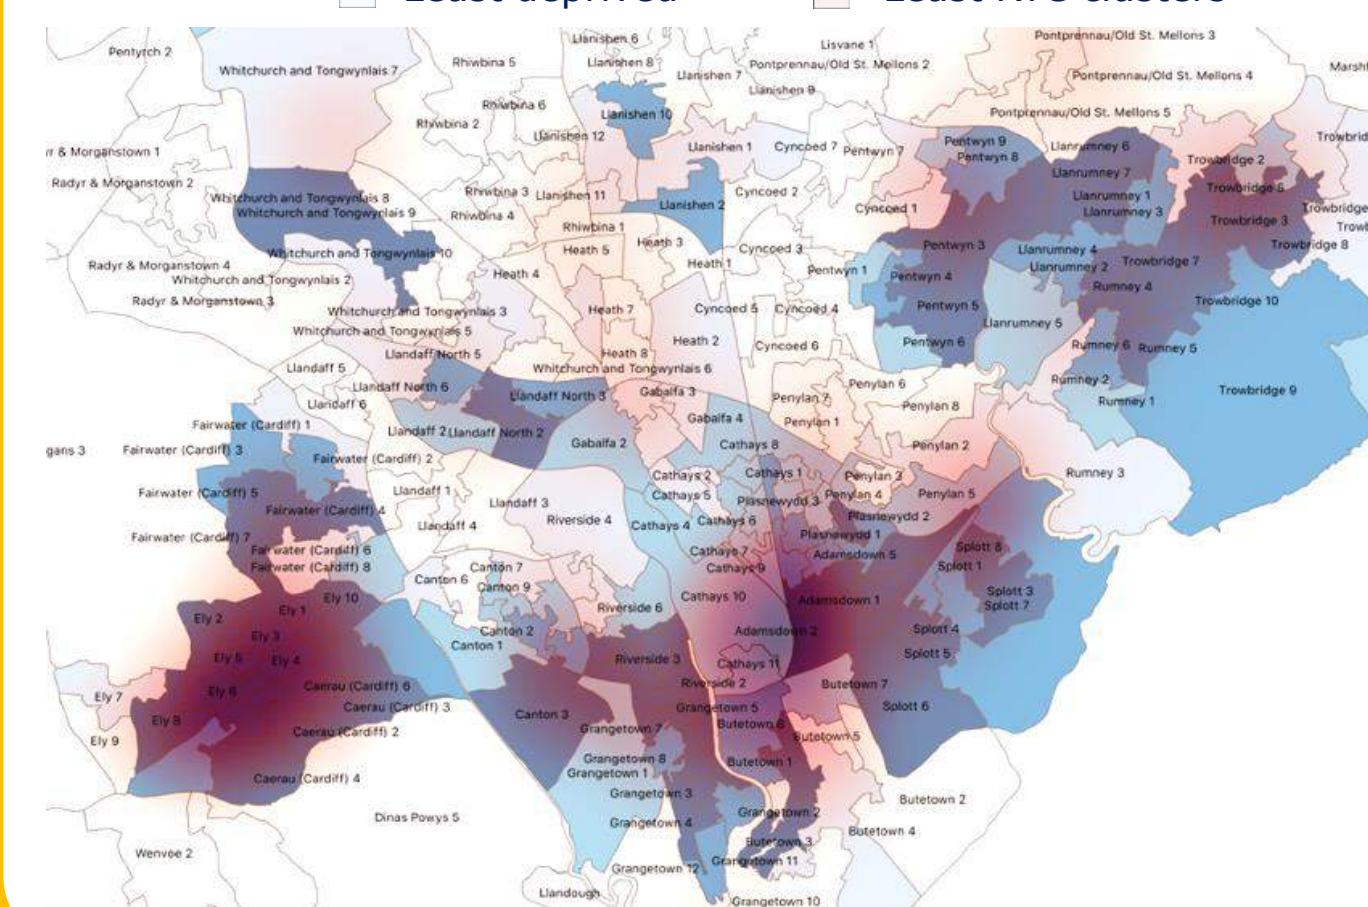 Least deprived
Least NPS clusters
Pentyrch 2
Whitchurch and Tongwynlais 7
Rhiwbina 5
Llanishen 6
Llanishen 8
Llanishen 7
Lisvane 1
Pontprennau/Old St. Mellons 2
Llanishen 9
Pontprennau/Old St. Mellons 3
Pontprennau/Old St. Mellons 4
Pontprennau/Old St. Mellons 5
Rhiwbina 6
Rhiwbina 2
Llanishen 10
Llanishen 12
Llanishen 1
Cyncoed 7
Pentwyn 7
Pentwyn 9
Pentwyn 8
Llanrumney 6
Llanrumney 7
Trowbridge 2
Trowbridge 5
& Morganstown 1
Radyr & Morganstown 2
Whitchurch and Tongwynlais 8
Whitchurch and Tongwynlais 9
Whitchurch and Tongwynlais 10
Rhiwbina 3
Rhiwbina 4
Llanishen 11
Rhiwbina 1
Llanishen 2
Cyncoed 2
Cyncoed 1
Llanrumney 1
Llanrumney 3
Trowbridge 3
Trowbridge
Trowbridge 8
Radyr & Morganstown 4
Whitchurch and Tongwynlais 2
Radyr & Morganstown 3
Heath 5
Heath 3
Heath 4
Heath 1
Cyncoed 3
Pentwyn 1
Pentwyn 3
Pentwyn 4
Llanrumney 4
Llanrumney 2
Trowbridge 7
Rumney 4
Trowbridge 10
Whitchurch and Tongwynlais 3
Whitchurch and Tongwynlais 5
Heath 7
Cyncoed 5
Cyncoed 4
Pentwyn 5
Llanrumney 5
Llandaff North 5
Heath 8
Heath 2
Cyncoed 6
Pentwyn 6
Rumney 6
Rumney 5
Whitchurch and Tongwynlais 6
Llandaff 5
Llandaff North 6
Llandaff 6
Llandaff North 3
Gabalfa 3
Penylan 6
Penylan 7
Penylan 8
Rumney 2
Rumney 1
Trowbridge 9
Fairwater (Cardiff) 1
Llandaff 2
Llandaff North 2
Gabalfa 2
Gabalfa 4
Penylan 1
gans 3
Fairwater (Cardiff) 3
Fairwater (Cardiff) 2
Cathays 8
Penylan 2
Cathays 2
Cathays 1
Penylan 3
Rumney 3
Fairwater (Cardiff) 5
Llandaff 1
Llandaff 3
Cathays 5
Plasnewydd 3
Penylan 4
Penylan 5
Fairwater (Cardiff) 4
Llandaff 4
Riverside 4
Cathays 4
Cathays 6
Plasnewydd 2
Plasnewydd 1
Fairwater (Cardiff) 7
Fairwater (Cardiff) 6
Fairwater (Cardiff) 8
Cathays 7
Cathays 9
Adamsdown 5
Splott 8
Splott 1
Canton 7
Canton 6
Canton 9
Ely 10
Ely 1
Ely 2
Riverside 6
Cathays 10
Adamsdown 1
Splott 3
Splott 7
Ely 3
Canton 2
Canton 1
Adamsdown 2
Splott 4
Ely 5
Ely 4
Riverside 3
Cathays 11
Splott 5
Ely 7
Ely 6
Caerau (Cardiff) 6
Riverside 2
Butetown 7
Ely 8
Caerau (Cardiff) 3
Canton 3
Grangetown 5
Splott 6
Ely 9
Caerau (Cardiff) 2
Grangetown 7
Butetown 6
Butetown 5
Grangetown 8
Butetown 1
Caerau (Cardiff) 4
Grangetown 1
Grangetown 3
Butetown 2
Dinas Powys 5
Grangetown 4
Grangetown 2
Butetown 4
Wenvoe 2
Butetown 3
Grangetown 12
Grangetown 11
Llandough
Grangetown 10